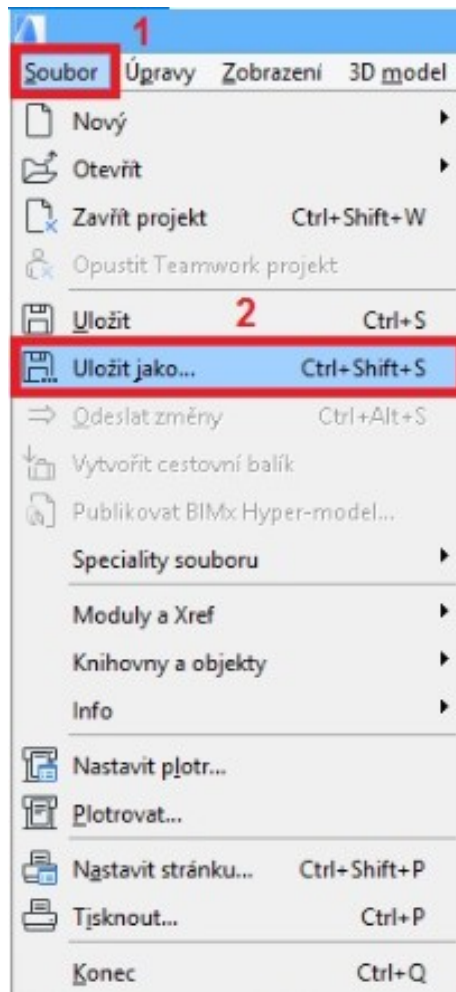 1
Soubor Úpravy Zobrazení 3D model
Nový
Otevřít
Zavřít projekt Ctrl+Shift+W
Opustit Teamwork projekt
2
Uložit Ctrl+S
Uložit jako... Ctrl+Shift+S
Odeslat změny Ctrl+Alt+S
Vytvořit cestovní balík
Publikovat BIMx Hyper-model...
Speciality souboru
Moduly a Xref
Knihovny a objekty
Info
Nastavit plotr...
Plotrovat...
Nastavit stránku... Ctrl+Shift+P
Tisknout... Ctrl+P
Konec Ctrl+Q